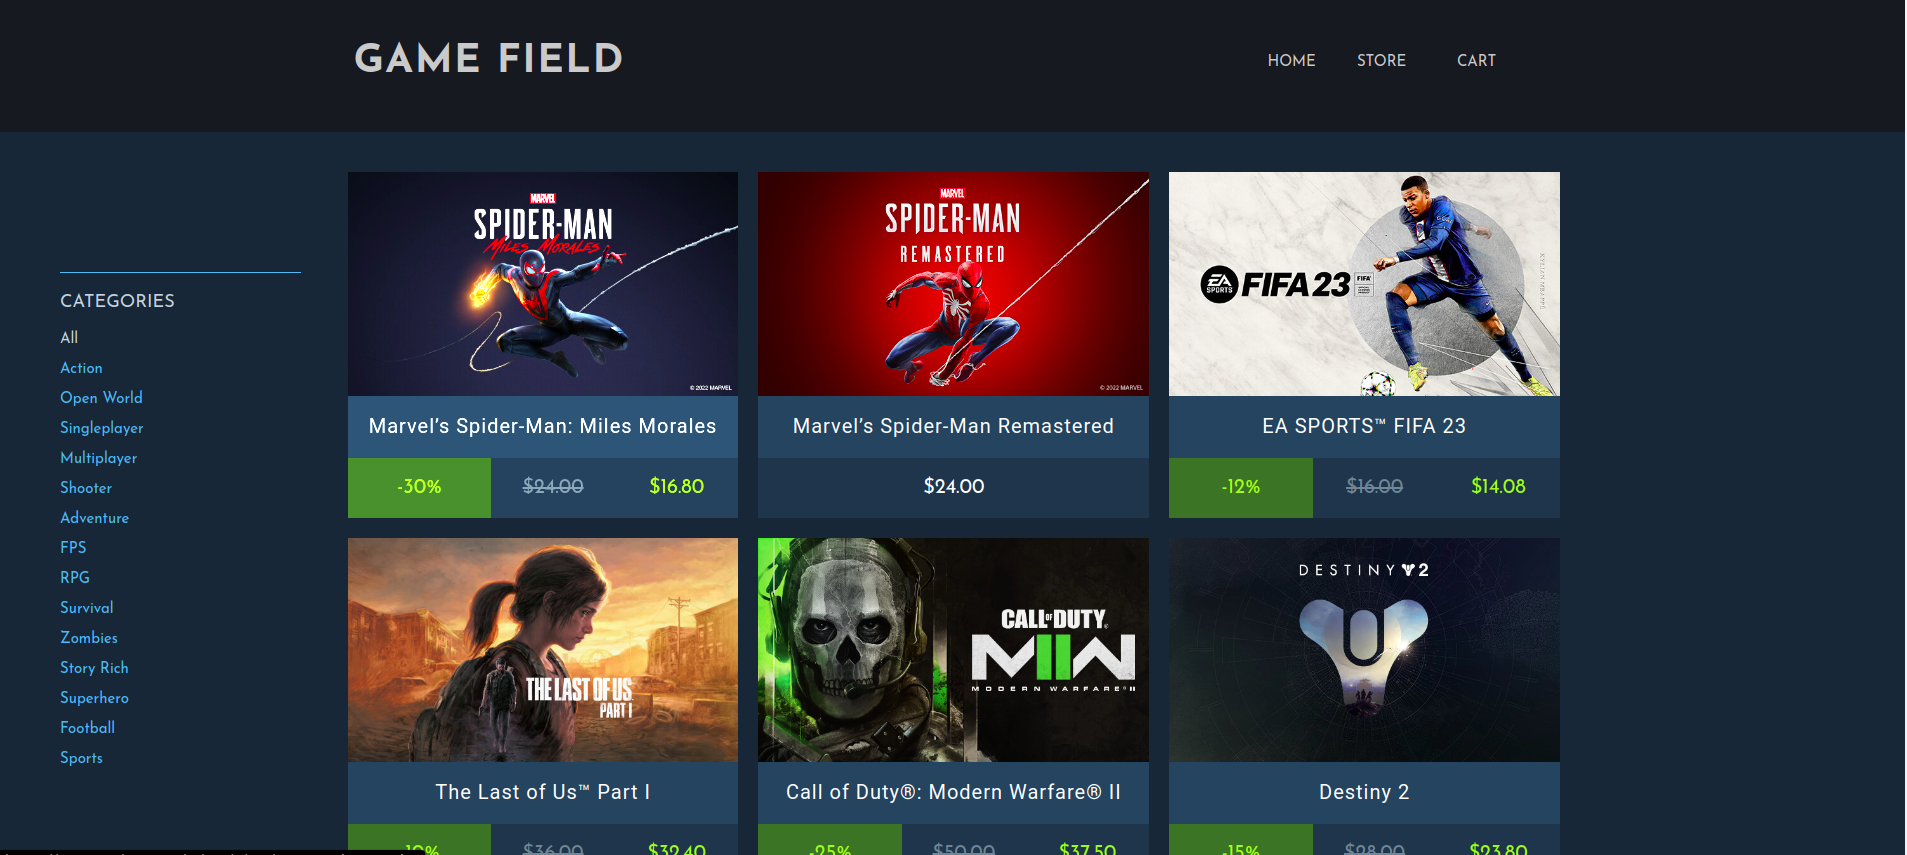 GAME FIELD
HOME STORE CART
CATEGORIES
All
Action
Open World
Singleplayer
Multiplayer
Shooter
Adventure
FPS
RPG
Survival
Zombies
Story Rich
Superhero
Football
Sports
MARVEL
SPIDER-MAN
MILES MORALES
© 2022 MARVEL
Marvel's Spider-Man: Miles Morales
-30% $24.00 $16.80
MARVEL
SPIDER-MAN
REMASTERED
© 2022 MARVEL
Marvel's Spider-Man Remastered
$24.00
EA SPORTS FIFA 23
FIFA
KYLIAN MBAPPÉ
EA SPORTS™ FIFA 23
-12% $16.00 $14.08
THE LAST OF US
PART I
The Last of Us™ Part I
-10% $36.00 $32.40
CALL OF DUTY®
MWII
MODERN WARFARE® II
Call of Duty®: Modern Warfare® II
-25% $50.00 $37.50
DESTINY 2
Destiny 2
-15% $28.00 $23.80